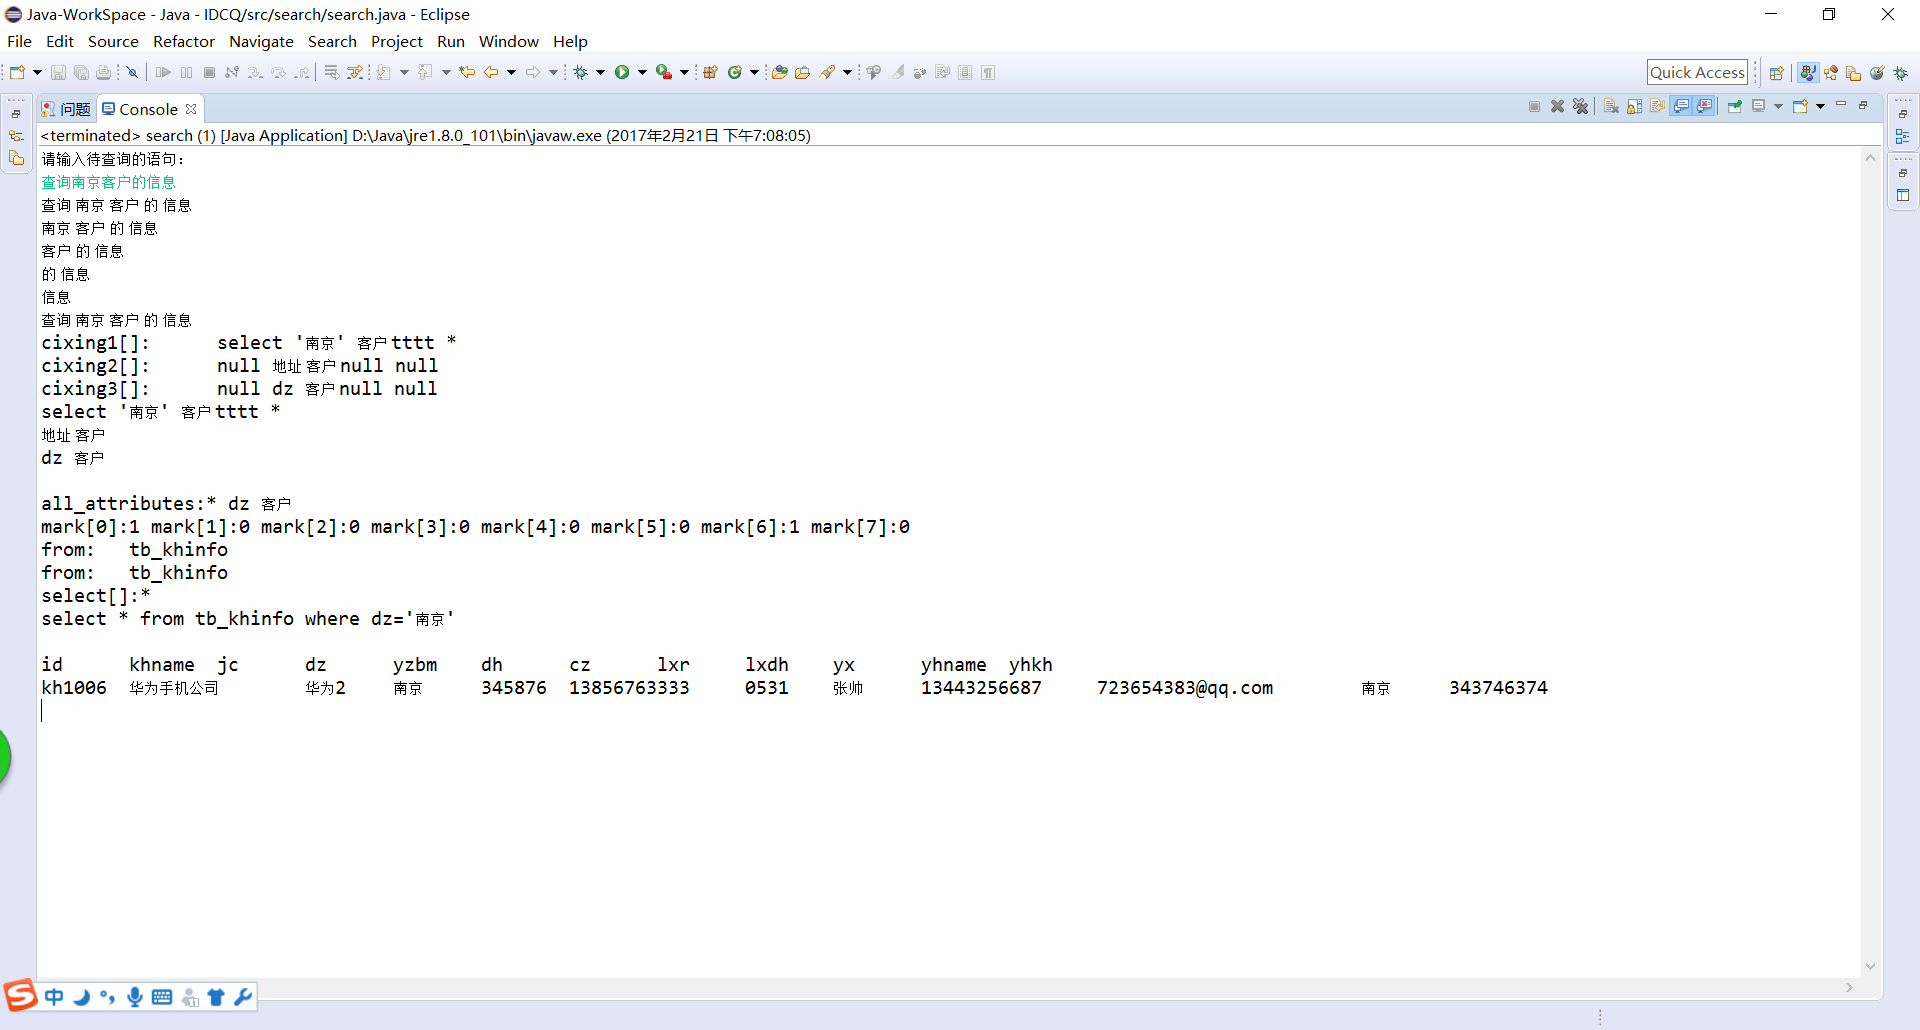 Java-WorkSpace - Java - IDCQ/src/search/search.java - Eclipse
File Edit Source Refactor Navigate Search Project Run Window Help
Quick Access
问题 Console
<terminated> search (1) [Java Application] D:\Java\jre1.8.0_101\bin\javaw.exe (2017年2月21日 下午7:08:05)
请输入待查询的语句：
查询南京客户的信息
查询 南京 客户 的 信息
南京 客户 的 信息
客户 的 信息
的 信息
信息
查询 南京 客户 的 信息
cixing1[]: select '南京' 客户 tttt *
cixing2[]: null 地址 客户 null null
cixing3[]: null dz 客户 null null
select '南京' 客户 tttt *
地址 客户
dz 客户
all_attributes:* dz 客户
mark[0]:1 mark[1]:0 mark[2]:0 mark[3]:0 mark[4]:0 mark[5]:0 mark[6]:1 mark[7]:0
from: tb_khinfo
from: tb_khinfo
select[]:*
select * from tb_khinfo where dz='南京'
id khname jc dz yzbm dh cz lxr lxdh yx yhname yhkh
kh1006 华为手机公司 华为2 南京 345876 13856763333 0531 张帅 13443256687 723654383@qq.com 南京 343746374
中